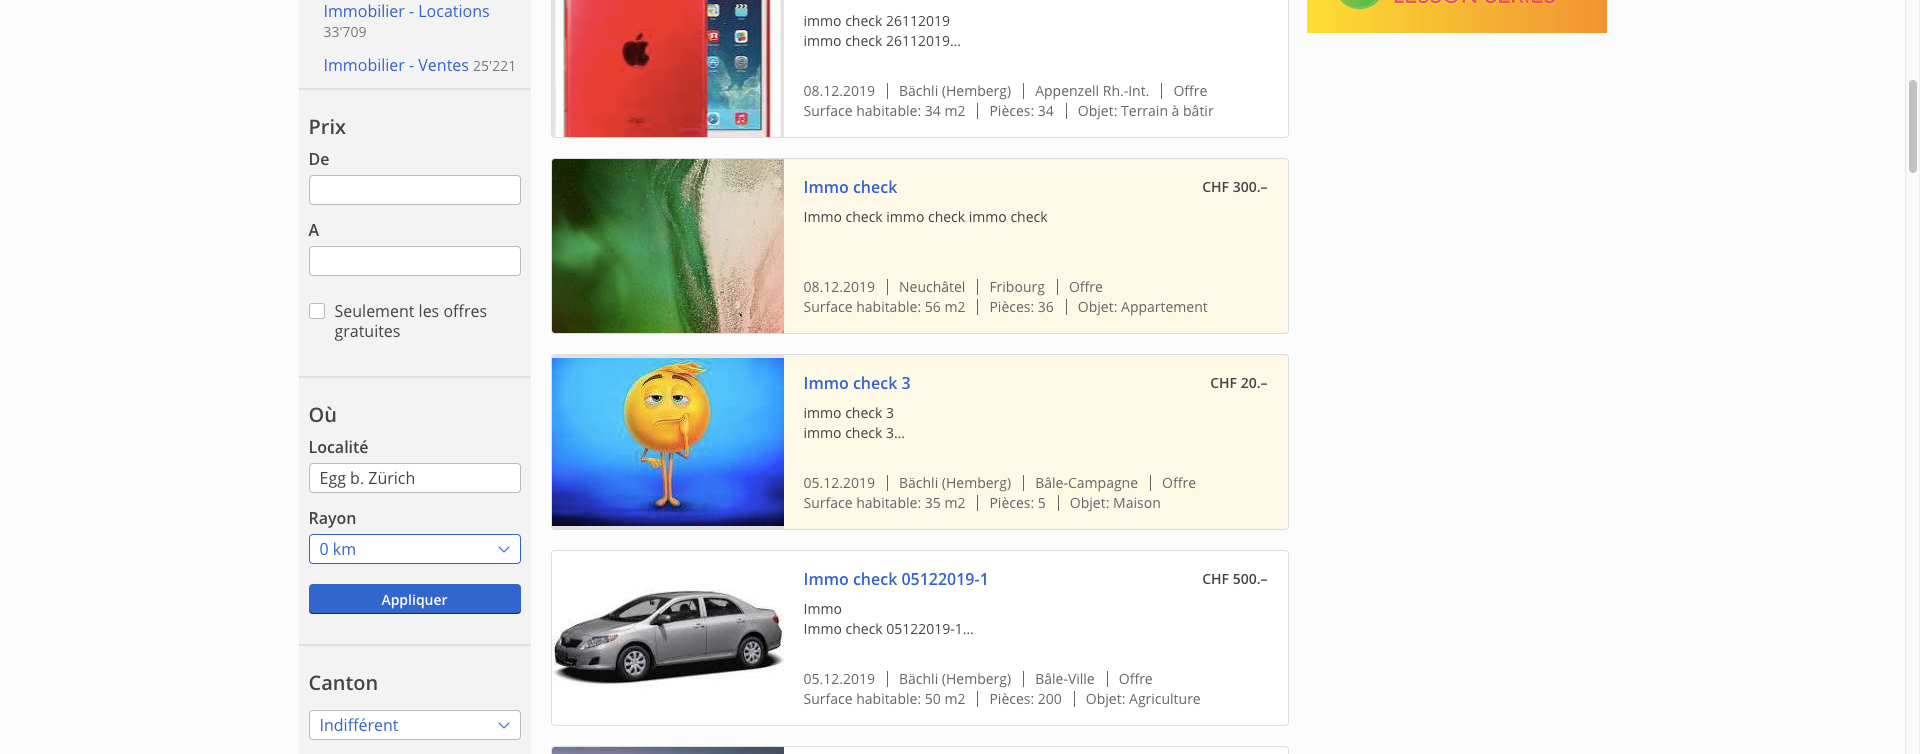 Immobilier - Locations
33'709
Immobilier - Ventes 25'221
Prix
De
A
Seulement les offres
gratuites
Où
Localité
Egg b. Zürich
Rayon
0 km
Appliquer
Canton
Indifférent
immo check 26112019
immo check 26112019...
08.12.2019 | Bächli (Hemberg) | Appenzell Rh.-Int. | Offre
Surface habitable: 34 m2 | Pièces: 34 | Objet: Terrain à bâtir
Immo check CHF 300.–
Immo check immo check immo check
08.12.2019 | Neuchâtel | Fribourg | Offre
Surface habitable: 56 m2 | Pièces: 36 | Objet: Appartement
Immo check 3 CHF 20.–
immo check 3
immo check 3...
05.12.2019 | Bächli (Hemberg) | Bâle-Campagne | Offre
Surface habitable: 35 m2 | Pièces: 5 | Objet: Maison
Immo check 05122019-1 CHF 500.–
Immo
Immo check 05122019-1...
05.12.2019 | Bächli (Hemberg) | Bâle-Ville | Offre
Surface habitable: 50 m2 | Pièces: 200 | Objet: Agriculture
LESSON SERIES